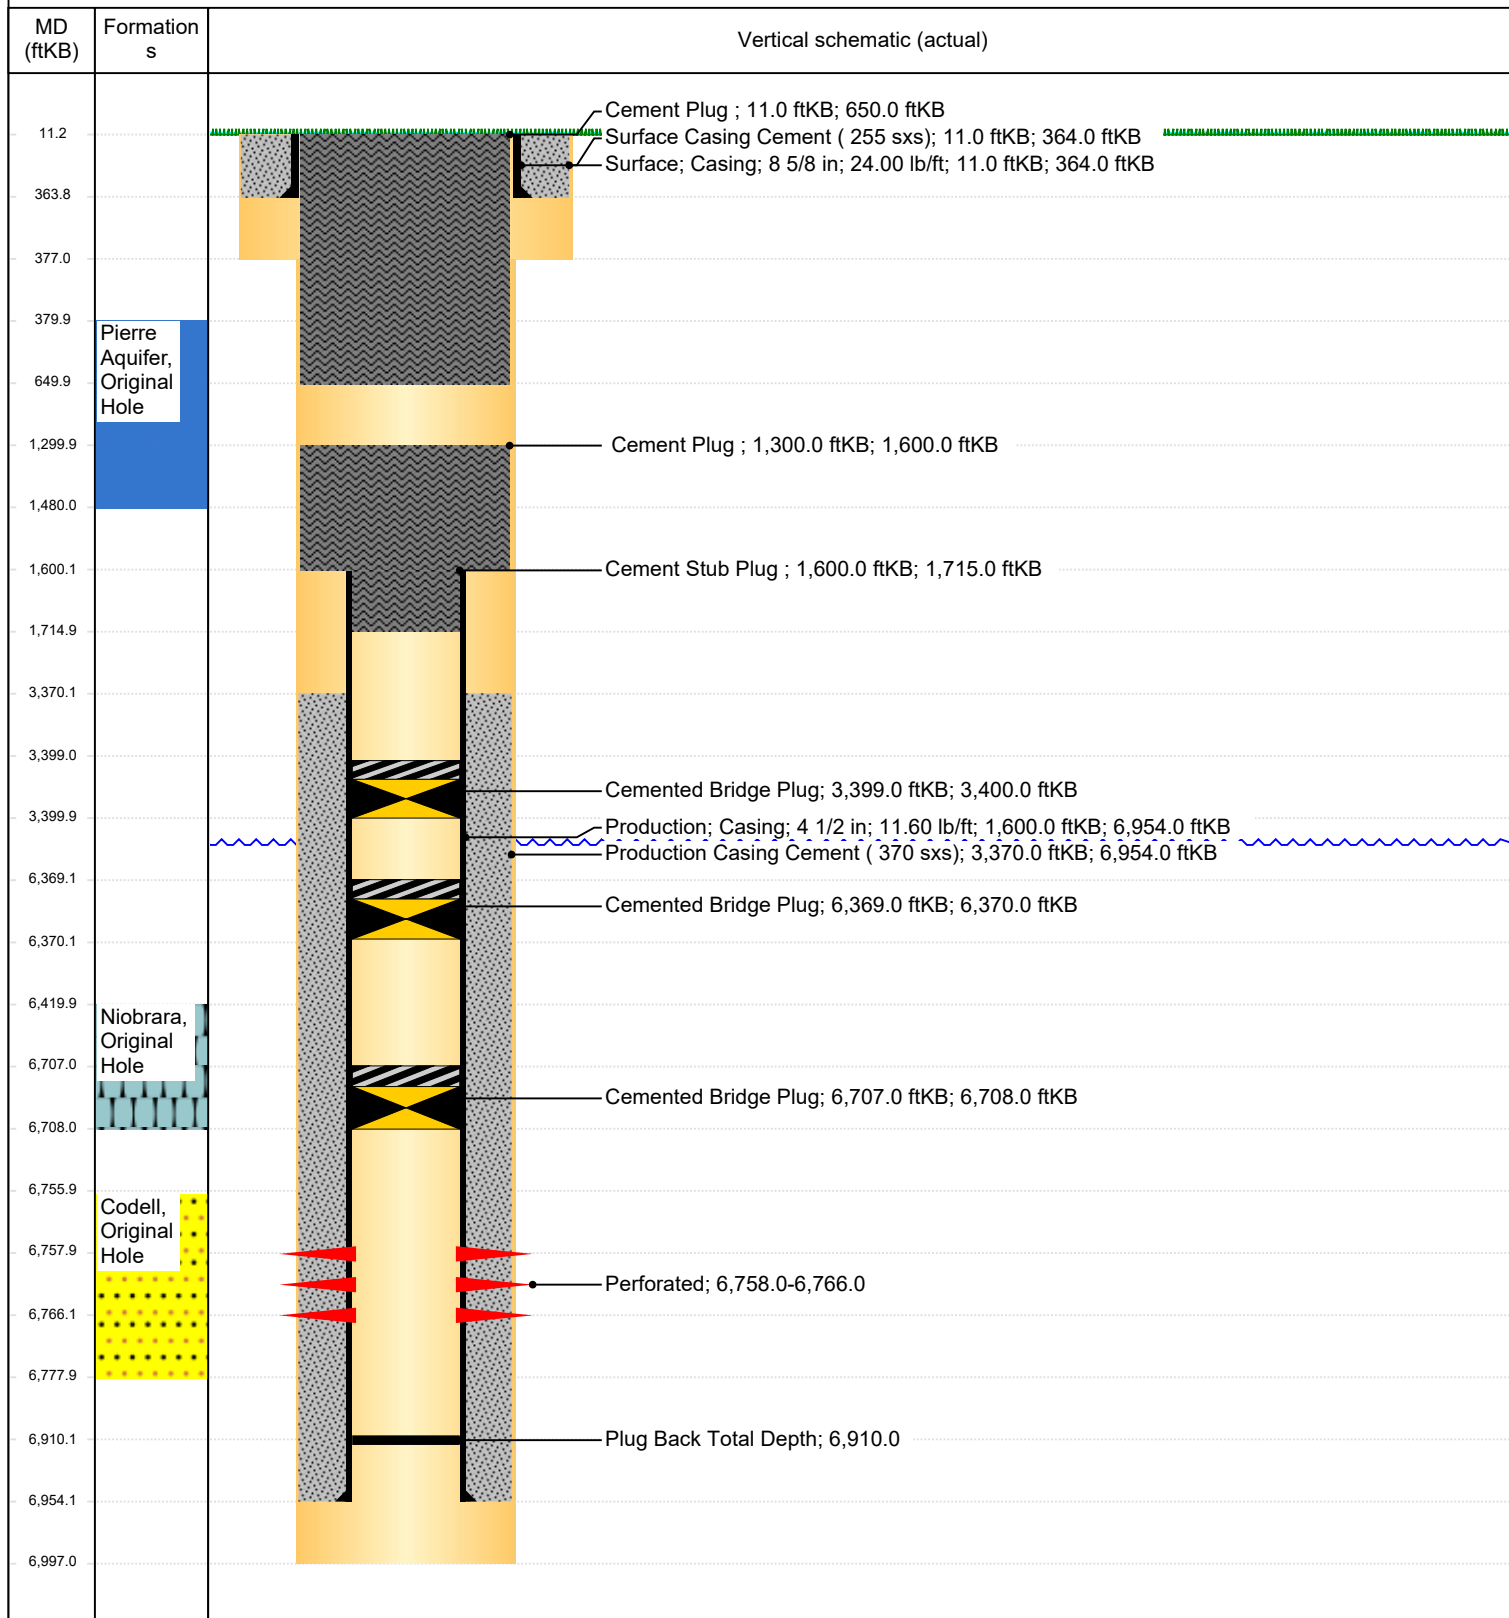 MD
(ftKB)
Formation
s
Vertical schematic (actual)
Cement Plug ; 11.0 ftKB; 650.0 ftKB
11.2
Surface Casing Cement ( 255 sxs); 11.0 ftKB; 364.0 ftKB
Surface; Casing; 8 5/8 in; 24.00 lb/ft; 11.0 ftKB; 364.0 ftKB
363.8
377.0
379.9
Pierre
Aquifer,
Original
Hole
649.9
1,299.9
Cement Plug ; 1,300.0 ftKB; 1,600.0 ftKB
1,480.0
1,600.1
Cement Stub Plug ; 1,600.0 ftKB; 1,715.0 ftKB
1,714.9
3,370.1
3,399.0
Cemented Bridge Plug; 3,399.0 ftKB; 3,400.0 ftKB
3,399.9
Production; Casing; 4 1/2 in; 11.60 lb/ft; 1,600.0 ftKB; 6,954.0 ftKB
Production Casing Cement ( 370 sxs); 3,370.0 ftKB; 6,954.0 ftKB
6,369.1
Cemented Bridge Plug; 6,369.0 ftKB; 6,370.0 ftKB
6,370.1
6,419.9
Niobrara,
Original
Hole
6,707.0
Cemented Bridge Plug; 6,707.0 ftKB; 6,708.0 ftKB
6,708.0
6,755.9
Codell,
Original
Hole
6,757.9
Perforated; 6,758.0-6,766.0
6,766.1
6,777.9
6,910.1
Plug Back Total Depth; 6,910.0
6,954.1
6,997.0